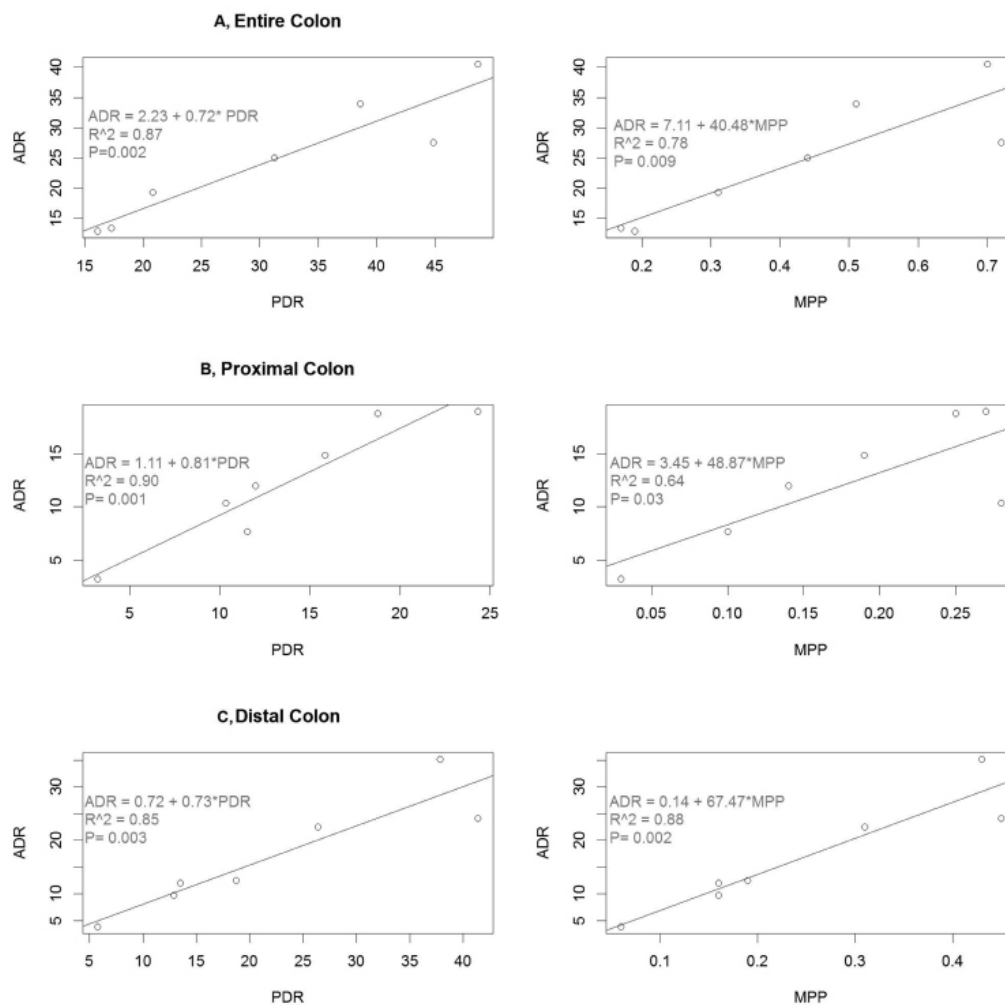 A, Entire Colon
ADR
40
35
30
25
20
15
ADR = 2.23 + 0.72* PDR
R^2 = 0.87
P=0.002
15 20 25 30 35 40 45
PDR
ADR
40
35
30
25
20
15
ADR = 7.11 + 40.48*MPP
R^2 = 0.78
P= 0.009
0.2 0.3 0.4 0.5 0.6 0.7
MPP
B, Proximal Colon
ADR
15
10
5
ADR = 1.11 + 0.81*PDR
R^2 = 0.90
P= 0.001
5 10 15 20 25
PDR
ADR
15
10
5
ADR = 3.45 + 48.87*MPP
R^2 = 0.64
P= 0.03
0.05 0.10 0.15 0.20 0.25
MPP
C, Distal Colon
ADR
30
20
10
5
ADR = 0.72 + 0.73*PDR
R^2 = 0.85
P= 0.003
5 10 15 20 25 30 35 40
PDR
ADR
30
20
10
5
ADR = 0.14 + 67.47*MPP
R^2 = 0.88
P= 0.002
0.1 0.2 0.3 0.4
MPP